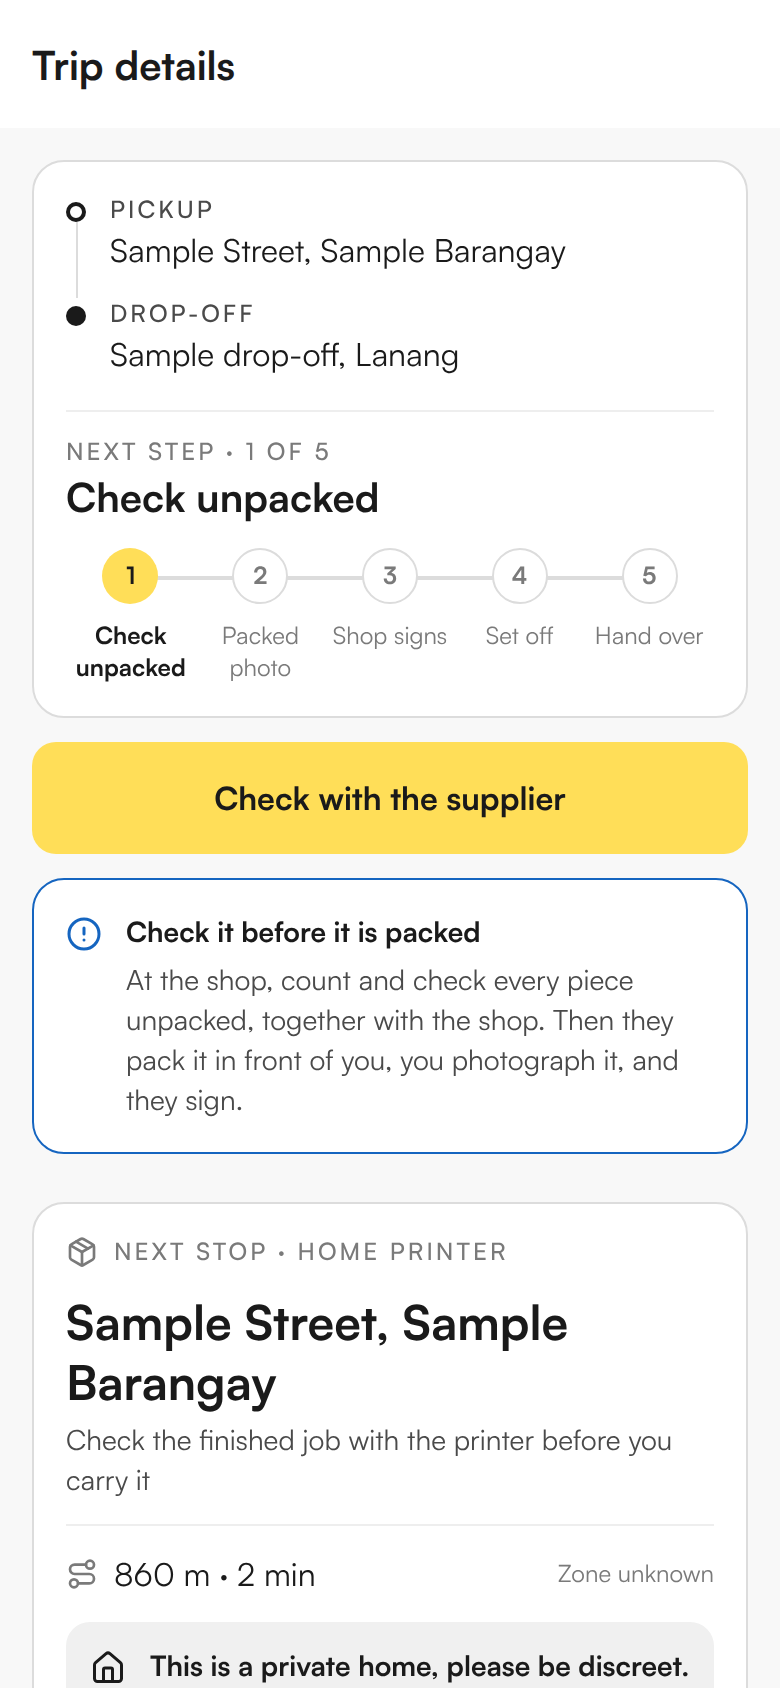 Trip details
PICKUP
Sample Street, Sample Barangay
DROP-OFF
Sample drop-off, Lanang
NEXT STEP · 1 OF 5
Check unpacked
1 2 3 4 5
Check unpacked
Packed photo
Shop signs
Set off
Hand over
Check with the supplier
Check it before it is packed
At the shop, count and check every piece
unpacked, together with the shop. Then they
pack it in front of you, you photograph it, and
they sign.
NEXT STOP · HOME PRINTER
Sample Street, Sample
Barangay
Check the finished job with the printer before you
carry it
860 m · 2 min
Zone unknown
This is a private home, please be discreet.